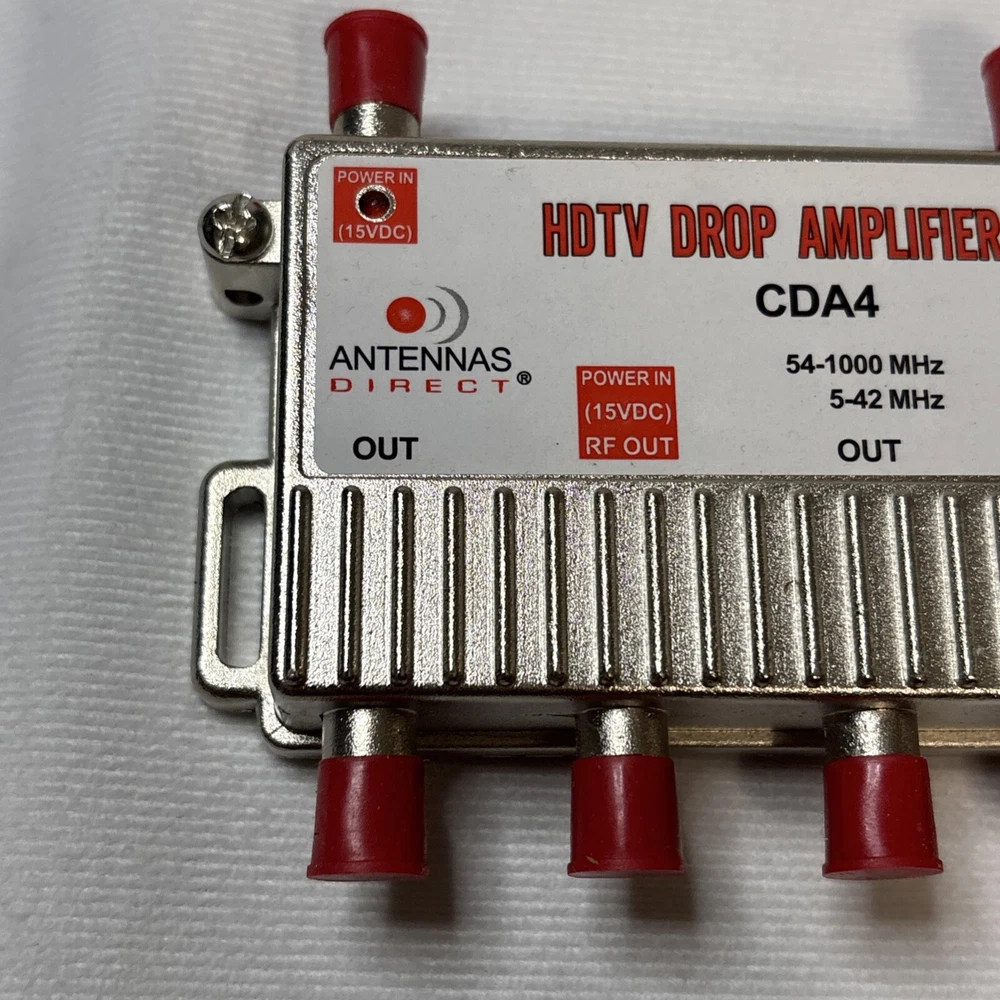 POWER IN
(15VDC)
HDTV DROP AMPLIFIER
CDA4
ANTENNAS
DIRECT®
54-1000 MHz
5-42 MHz
POWER IN
(15VDC)
RF OUT
OUT
OUT